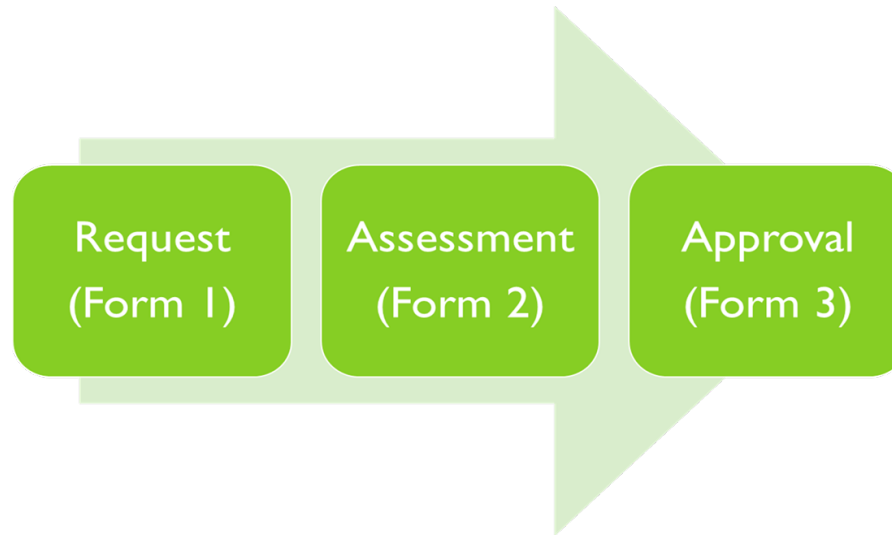 Request
(Form 1)
Assessment
(Form 2)
Approval
(Form 3)